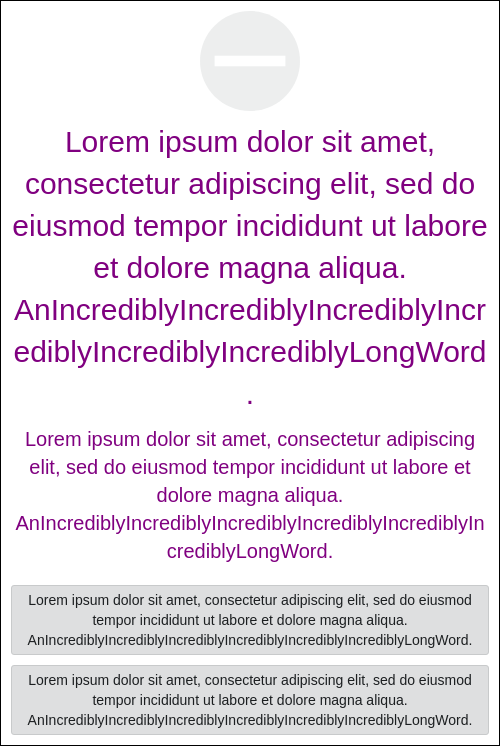 Lorem ipsum dolor sit amet,
consectetur adipiscing elit, sed do
eiusmod tempor incididunt ut labore
et dolore magna aliqua.
AnIncrediblyIncrediblyIncrediblyIncr
ediblyIncrediblyIncrediblyLongWord
.
Lorem ipsum dolor sit amet, consectetur adipiscing
elit, sed do eiusmod tempor incididunt ut labore et
dolore magna aliqua.
AnIncrediblyIncrediblyIncrediblyIncrediblyIncrediblyIn
crediblyLongWord.
Lorem ipsum dolor sit amet, consectetur adipiscing elit, sed do eiusmod
tempor incididunt ut labore et dolore magna aliqua.
AnIncrediblyIncrediblyIncrediblyIncrediblyIncrediblyIncrediblyLongWord.
Lorem ipsum dolor sit amet, consectetur adipiscing elit, sed do eiusmod
tempor incididunt ut labore et dolore magna aliqua.
AnIncrediblyIncrediblyIncrediblyIncrediblyIncrediblyIncrediblyLongWord.